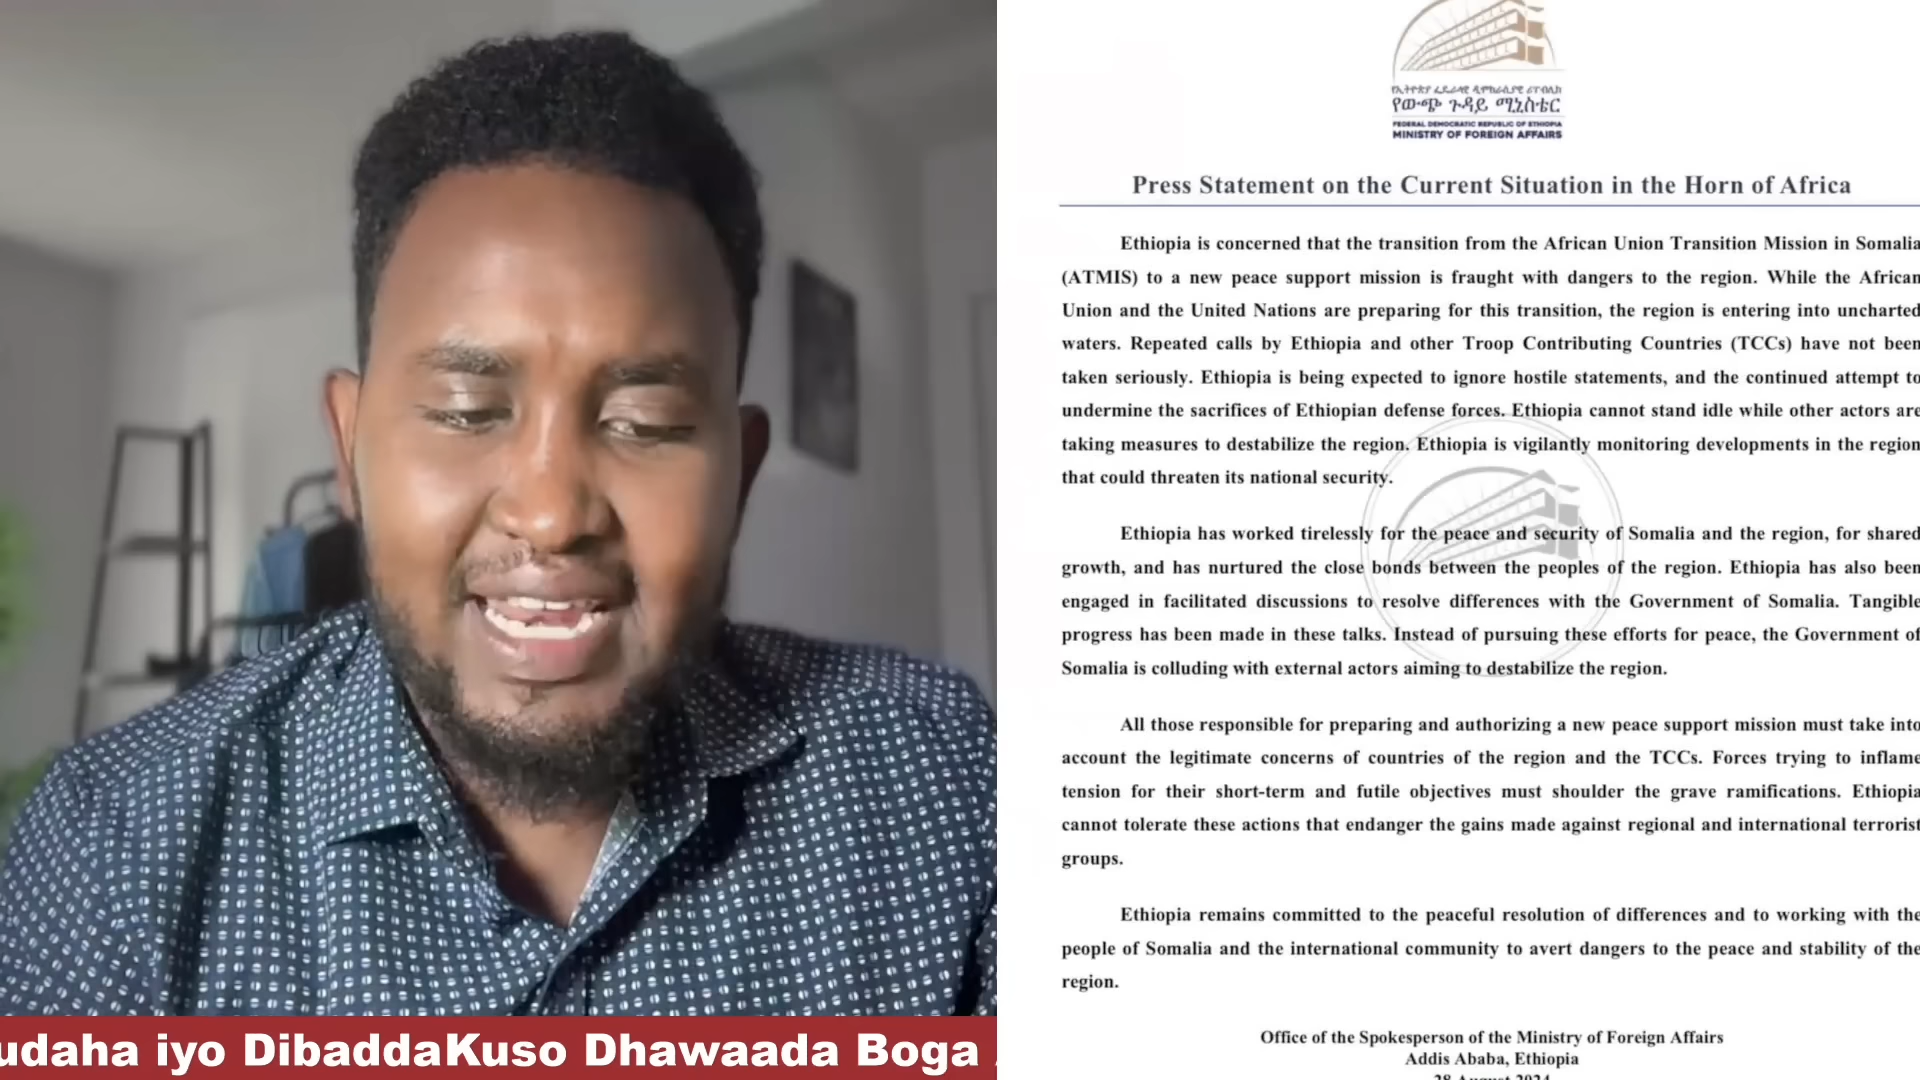 የኢትዮጵያ ፌደራላዊ ዲሞክራሲያዊ ሪፐብሊክ
የውጭ ጉዳይ ሚኒስቴር
FEDERAL DEMOCRATIC REPUBLIC OF ETHIOPIA
MINISTRY OF FOREIGN AFFAIRS
Press Statement on the Current Situation in the Horn of Africa
Ethiopia is concerned that the transition from the African Union Transition Mission in Somalia
(ATMIS) to a new peace support mission is fraught with dangers to the region. While the African
Union and the United Nations are preparing for this transition, the region is entering into uncharted
waters. Repeated calls by Ethiopia and other Troop Contributing Countries (TCCs) have not been
taken seriously. Ethiopia is being expected to ignore hostile statements, and the continued attempt to
undermine the sacrifices of Ethiopian defense forces. Ethiopia cannot stand idle while other actors are
taking measures to destabilize the region. Ethiopia is vigilantly monitoring developments in the region
that could threaten its national security.
Ethiopia has worked tirelessly for the peace and security of Somalia and the region, for shared
growth, and has nurtured the close bonds between the peoples of the region. Ethiopia has also been
engaged in facilitated discussions to resolve differences with the Government of Somalia. Tangible
progress has been made in these talks. Instead of pursuing these efforts for peace, the Government of
Somalia is colluding with external actors aiming to destabilize the region.
All those responsible for preparing and authorizing a new peace support mission must take into
account the legitimate concerns of countries of the region and the TCCs. Forces trying to inflame
tension for their short-term and futile objectives must shoulder the grave ramifications. Ethiopia
cannot tolerate these actions that endanger the gains made against regional and international terrorist
groups.
Ethiopia remains committed to the peaceful resolution of differences and to working with the
people of Somalia and the international community to avert dangers to the peace and stability of the
region.
Office of the Spokesperson of the Ministry of Foreign Affairs
Addis Ababa, Ethiopia
28 August 2024
udaha iyo DibaddaKuso Dhawaada Boga